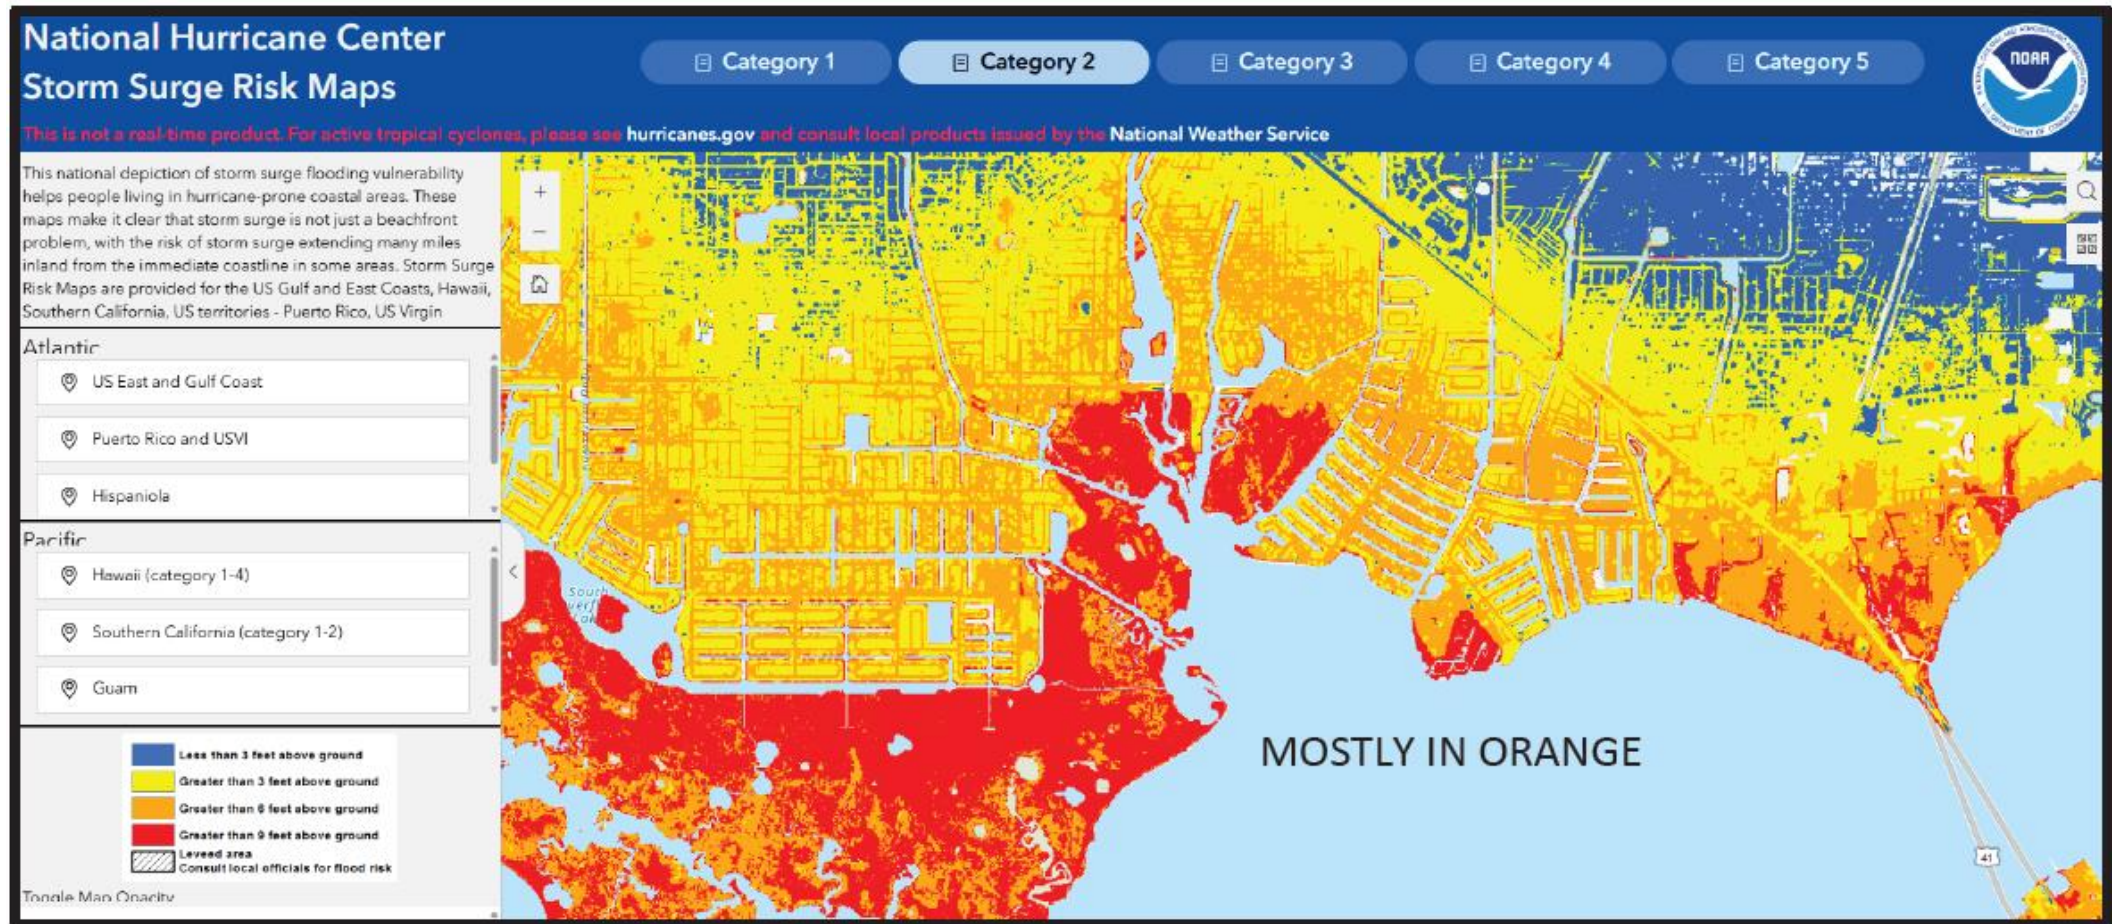 National Hurricane Center
Storm Surge Risk Maps
Category 1
Category 2
Category 3
Category 4
Category 5
NOAA
This is not a real-time product. For active tropical cyclones, please see hurricanes.gov and consult local products issued by the National Weather Service
This national depiction of storm surge flooding vulnerability
helps people living in hurricane-prone coastal areas. These
maps make it clear that storm surge is not just a beachfront
problem, with the risk of storm surge extending many miles
inland from the immediate coastline in some areas. Storm Surge
Risk Maps are provided for the US Gulf and East Coasts, Hawaii,
Southern California, US territories - Puerto Rico, US Virgin
Atlantic
US East and Gulf Coast
Puerto Rico and USVI
Hispaniola
Pacific
Hawaii (category 1-4)
Southern California (category 1-2)
Guam
Less than 3 feet above ground
Greater than 3 feet above ground
Greater than 6 feet above ground
Greater than 9 feet above ground
Leveed area
Consult local officials for flood risk
Toggle Map Opacity
South
MOSTLY IN ORANGE
41